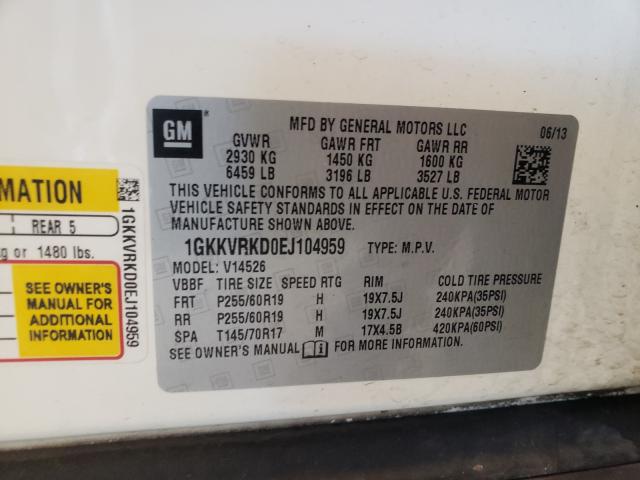 GM
MFD BY GENERAL MOTORS LLC 06/13
GVWR GAWR FRT GAWR RR
2930 KG 1450 KG 1600 KG
6459 LB 3196 LB 3527 LB
THIS VEHICLE CONFORMS TO ALL APPLICABLE U.S. FEDERAL MOTOR
VEHICLE SAFETY STANDARDS IN EFFECT ON THE DATE OF
MANUFACTURE SHOWN ABOVE.
1GKKVRKD0EJ104959 TYPE: M.P.V.
MODEL: V14526
VBBF TIRE SIZE SPEED RTG RIM COLD TIRE PRESSURE
FRT P255/60R19 H 19X7.5J 240KPA(35PSI)
RR P255/60R19 H 19X7.5J 240KPA(35PSI)
SPA T145/70R17 M 17X4.5B 420KPA(60PSI)
SEE OWNER'S MANUAL i FOR MORE INFORMATION.
REAR 5
or 1480 lbs.
SEE OWNER'S
MANUAL FOR
ADDITIONAL
INFORMATION
1GKKVRKD0EJ104959